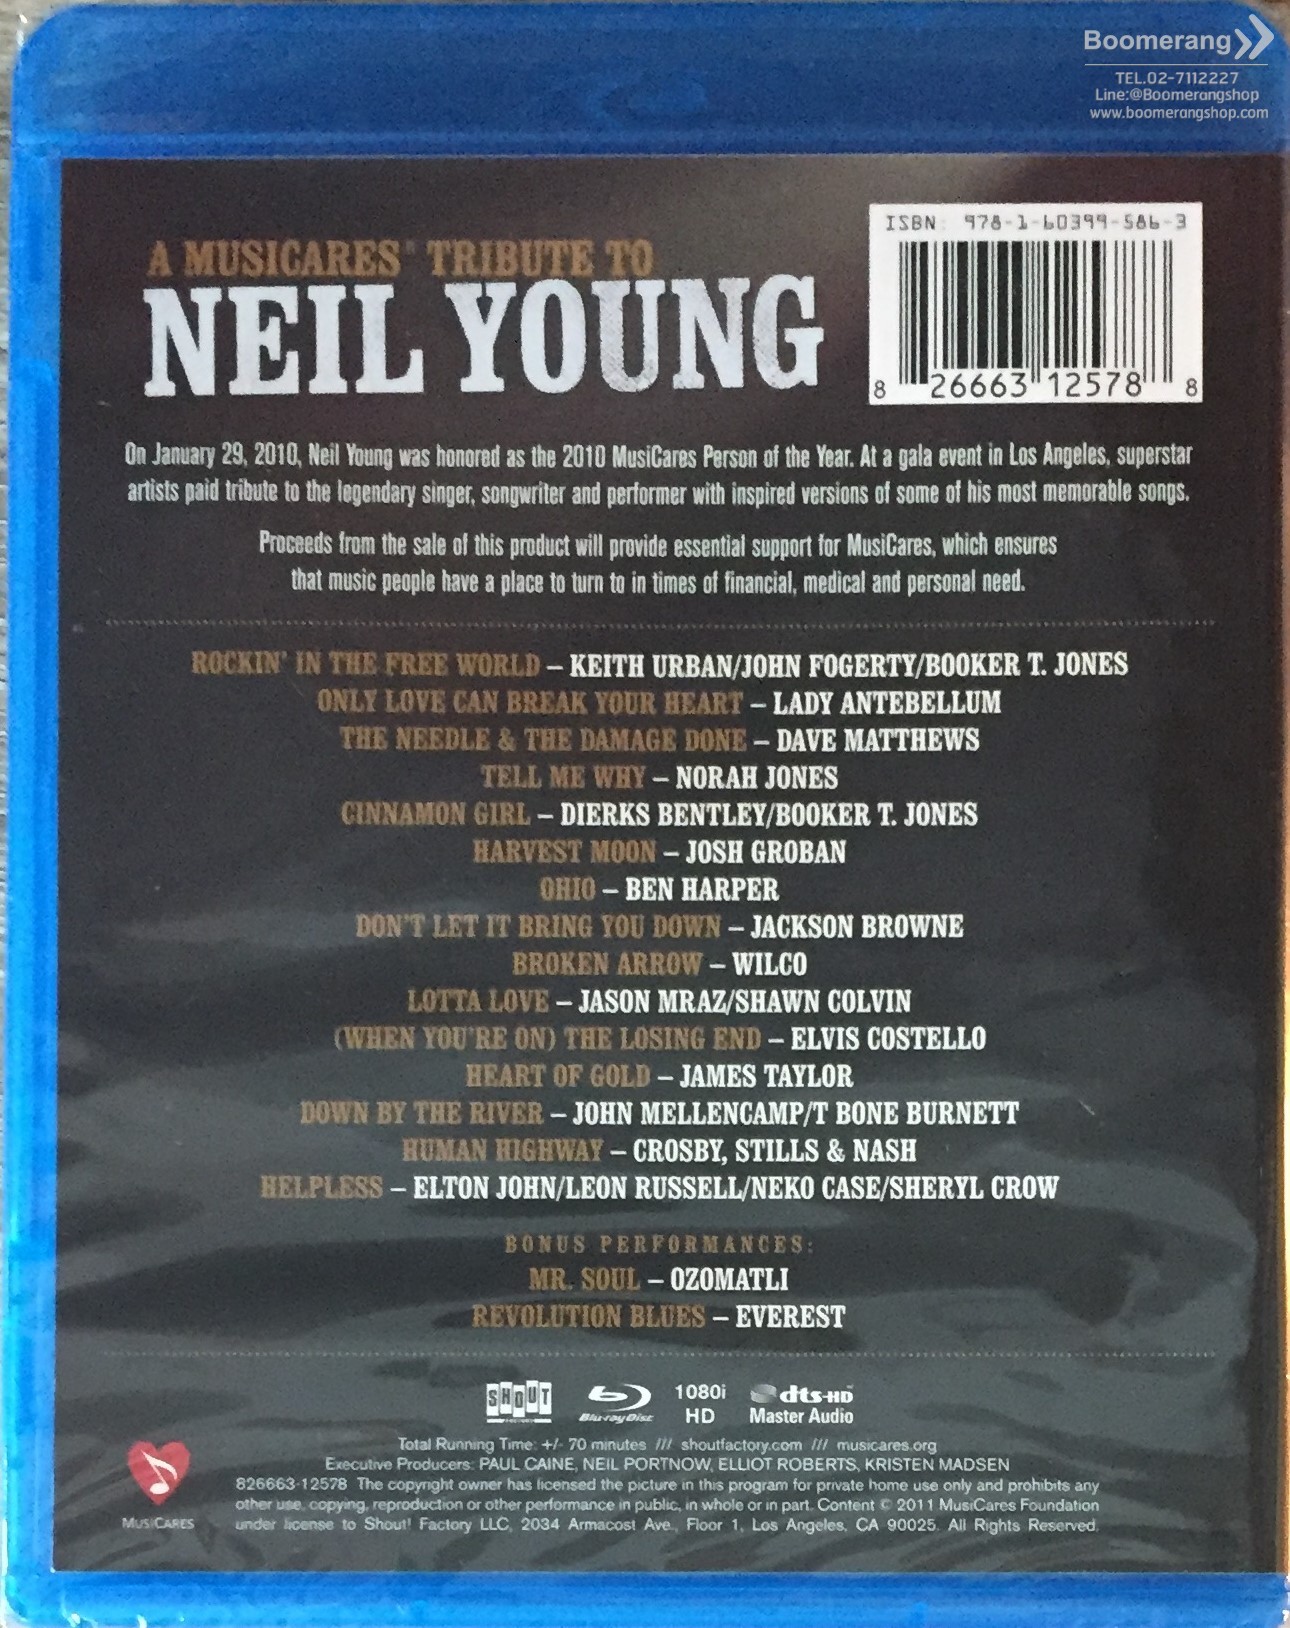 Boomerang
TEL.02-7112227
Line:@Boomerangshop
www.boomerangshop.com
ISBN: 978-1-60399-586-3
8 26663 12578 8
A MUSICARES® TRIBUTE TO
NEIL YOUNG
On January 29, 2010, Neil Young was honored as the 2010 MusiCares Person of the Year. At a gala event in Los Angeles, superstar
artists paid tribute to the legendary singer, songwriter and performer with inspired versions of some of his most memorable songs.
Proceeds from the sale of this product will provide essential support for MusiCares, which ensures
that music people have a place to turn to in times of financial, medical and personal need.
ROCKIN' IN THE FREE WORLD – KEITH URBAN/JOHN FOGERTY/BOOKER T. JONES
ONLY LOVE CAN BREAK YOUR HEART – LADY ANTEBELLUM
THE NEEDLE & THE DAMAGE DONE – DAVE MATTHEWS
TELL ME WHY – NORAH JONES
CINNAMON GIRL – DIERKS BENTLEY/BOOKER T. JONES
HARVEST MOON – JOSH GROBAN
OHIO – BEN HARPER
DON'T LET IT BRING YOU DOWN – JACKSON BROWNE
BROKEN ARROW – WILCO
LOTTA LOVE – JASON MRAZ/SHAWN COLVIN
(WHEN YOU'RE ON) THE LOSING END – ELVIS COSTELLO
HEART OF GOLD – JAMES TAYLOR
DOWN BY THE RIVER – JOHN MELLENCAMP/T BONE BURNETT
HUMAN HIGHWAY – CROSBY, STILLS & NASH
HELPLESS – ELTON JOHN/LEON RUSSELL/NEKO CASE/SHERYL CROW
BONUS PERFORMANCES:
MR. SOUL – OZOMATLI
REVOLUTION BLUES – EVEREST
SHOUT FACTORY
Blu-ray Disc
1080i HD
dts-HD Master Audio
Total Running Time: +/- 70 minutes /// shoutfactory.com /// musicares.org
Executive Producers: PAUL CAINE, NEIL PORTNOW, ELLIOT ROBERTS, KRISTEN MADSEN
826663-12578 The copyright owner has licensed the picture in this program for private home use only and prohibits any
other use, copying, reproduction or other performance in public, in whole or in part. Content © 2011 MusiCares Foundation
under license to Shout! Factory LLC, 2034 Armacost Ave., Floor 1, Los Angeles, CA 90025. All Rights Reserved.
MUSICARES